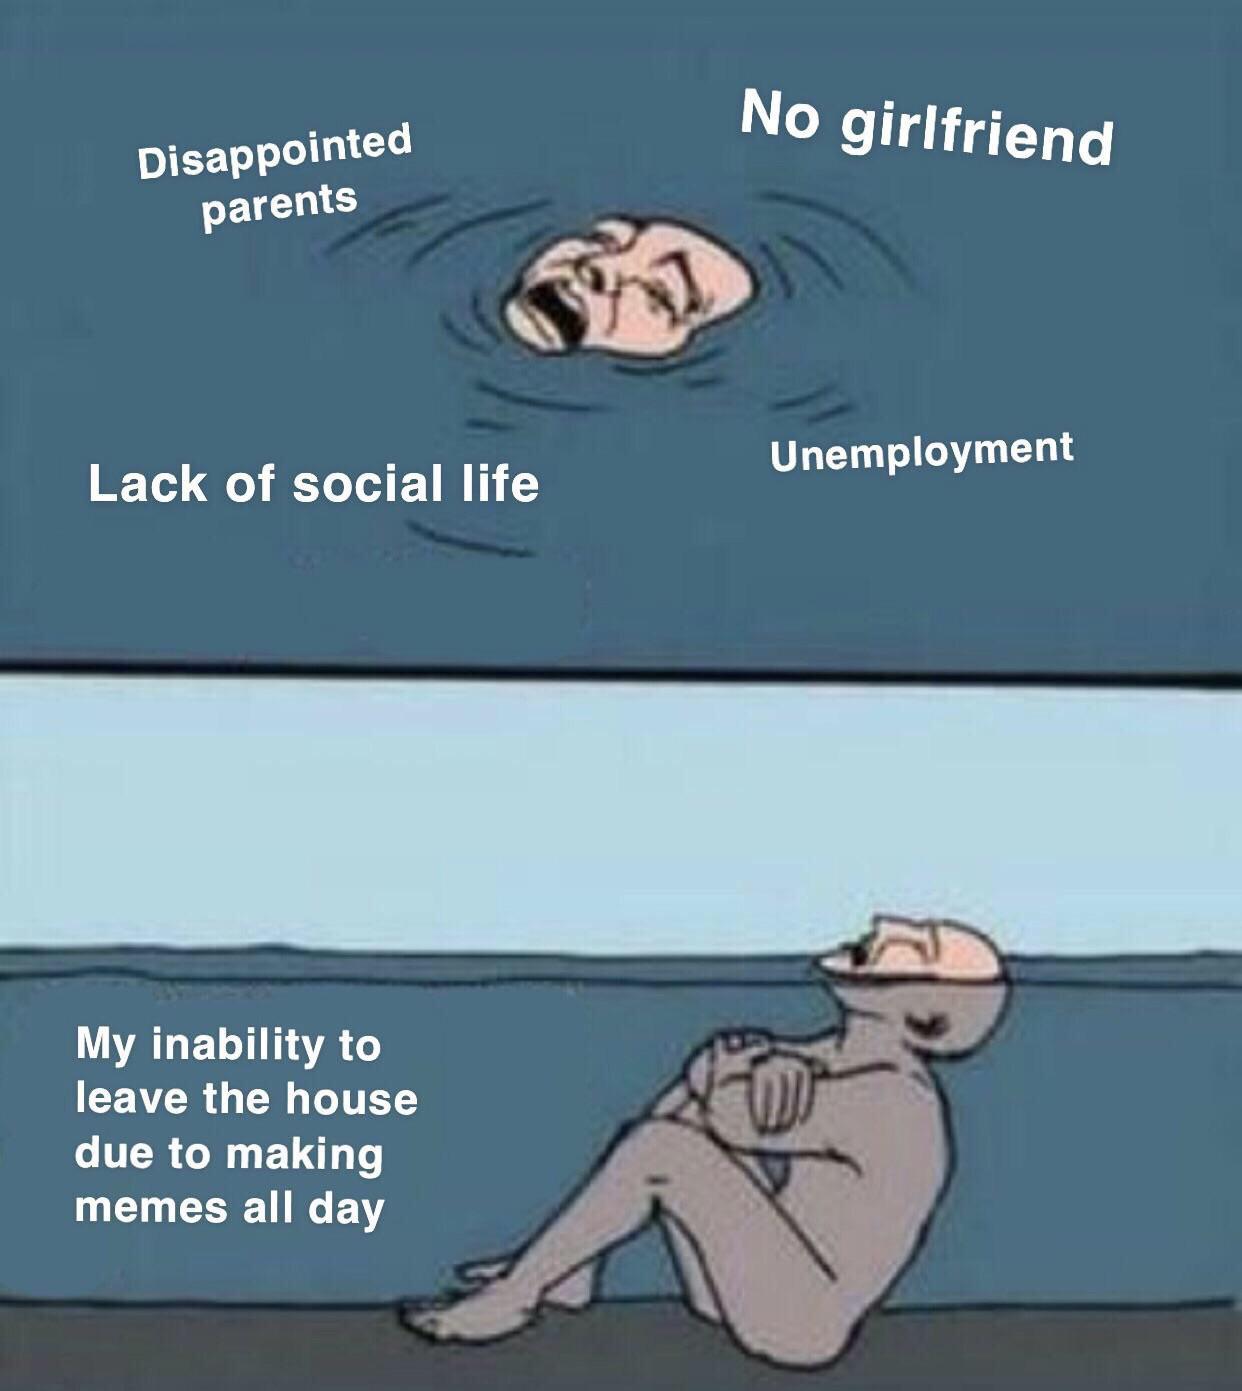 Disappointed
parents
No girlfriend
Lack of social life
Unemployment
My inability to
leave the house
due to making
memes all day